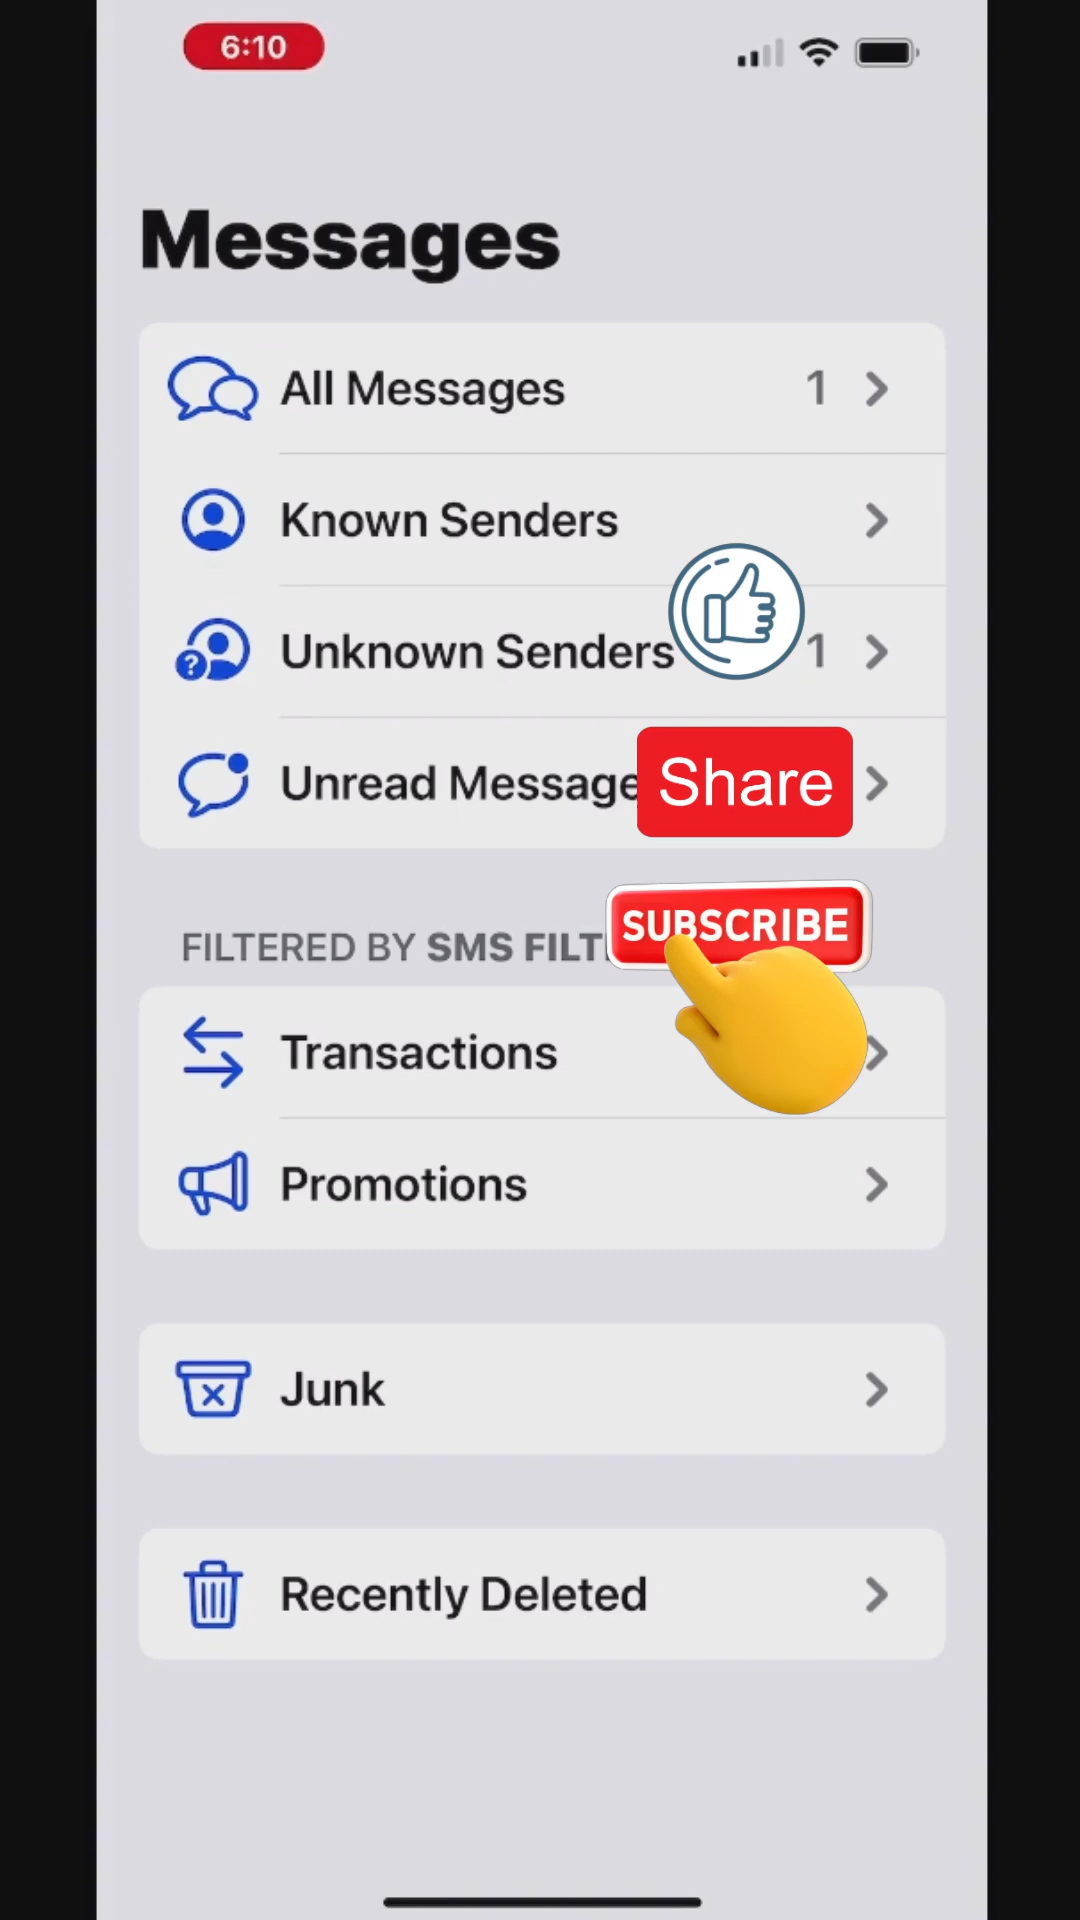 6:10
Messages
All Messages 1
Known Senders
Unknown Senders 1
Unread Message
Share
SUBSCRIBE
FILTERED BY SMS FILT
Transactions
Promotions
Junk
Recently Deleted